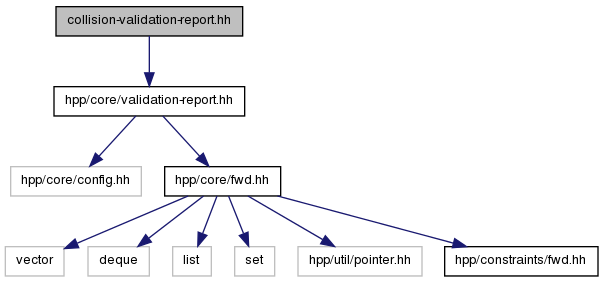 collision-validation-report.hh
hpp/core/validation-report.hh
hpp/core/config.hh
hpp/core/fwd.hh
vector
deque
list
set
hpp/util/pointer.hh
hpp/constraints/fwd.hh